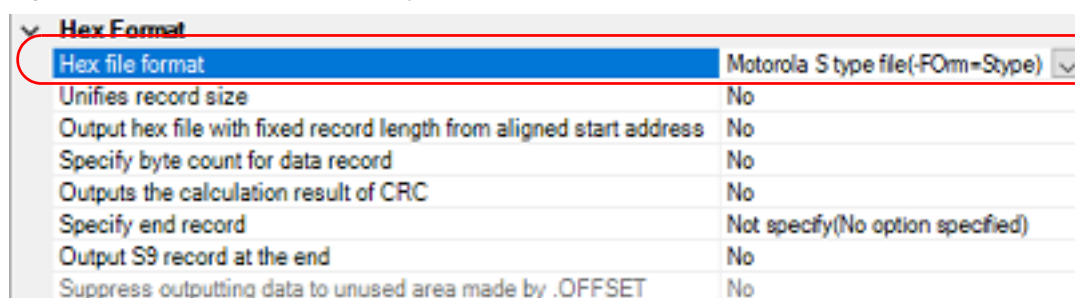 Hex Format
Hex file format Motorola S type file(-FOrm=Stype)
Unifies record size No
Output hex file with fixed record length from aligned start address No
Specify byte count for data record No
Outputs the calculation result of CRC No
Specify end record Not specify(No option specified)
Output S9 record at the end No
Suppress outputting data to unused area made by .OFFSET No